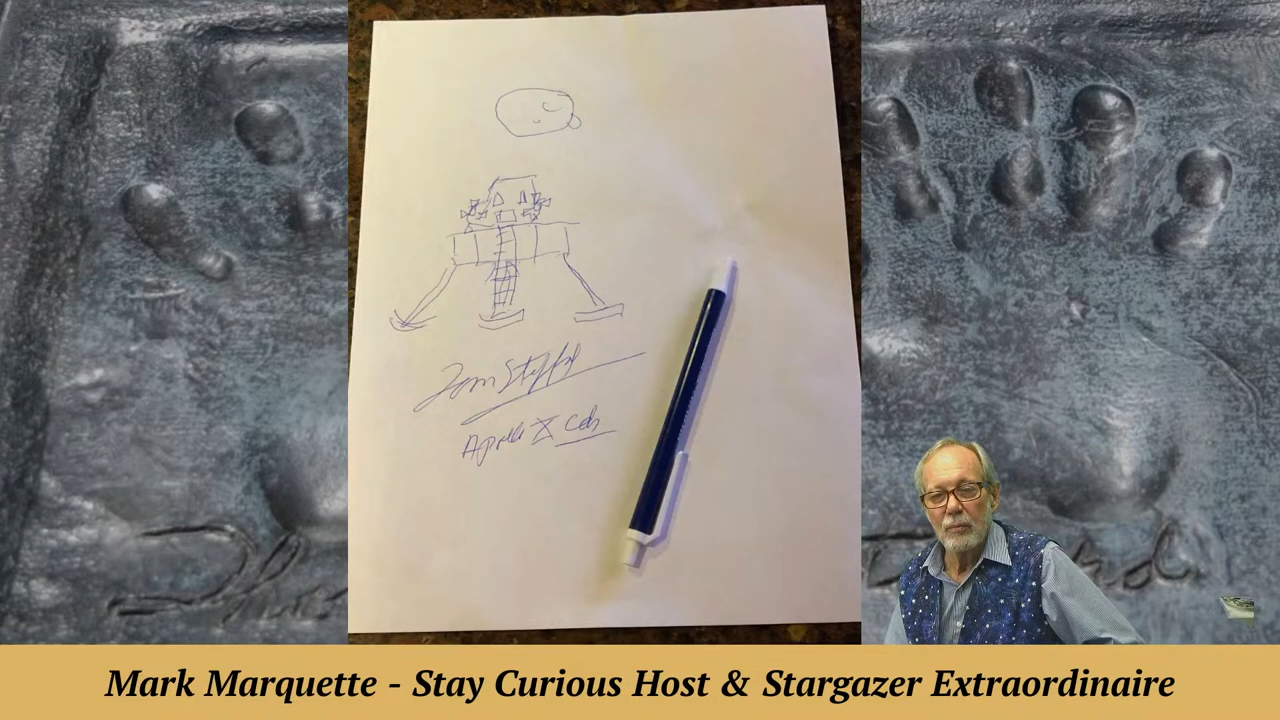 Tom Stafford
Apollo X Cdr
Mark Marquette - Stay Curious Host & Stargazer Extraordinaire